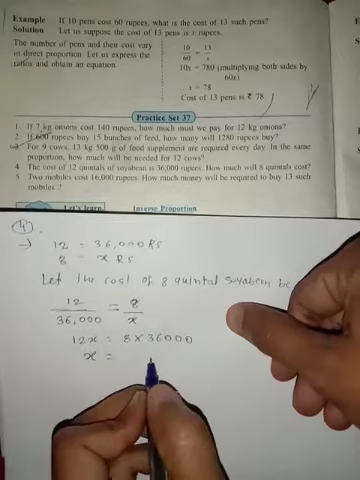 Example If 10 pens cost 60 rupees, what is the cost of 13 such pens?
Solution Let us suppose the cost of 13 pens is x rupees.
The number of pens and their cost vary
in direct proportion. Let us express the
ratios and obtain an equation.
10/60 = 13/x
10x = 780 (multiplying both sides by
60x)
x = 78
Cost of 13 pens is ₹ 78
Practice Set 37
1. If 7 kg onions cost 140 rupees, how much must we pay for 12 kg onions?
2. If 600 rupees buy 15 bunches of feed, how many will 1280 rupees buy?
3. For 9 cows, 13 kg 500 g of food supplement are required every day. In the same
proportion, how much will be needed for 12 cows?
4 The cost of 12 quintals of soyabean is 36,000 rupees. How much will 8 quintals cost?
5 Two mobiles cost 16,000 rupees. How much money will be required to buy 13 such
mobiles ?
Let's learn. Inverse Proportion
4.
→ 12 = 36,000 Rs
8 = x Rs
Let the cost of 8 quintal soyabem be
12/36,000 = 8/x
12x = 8 × 36000
x =